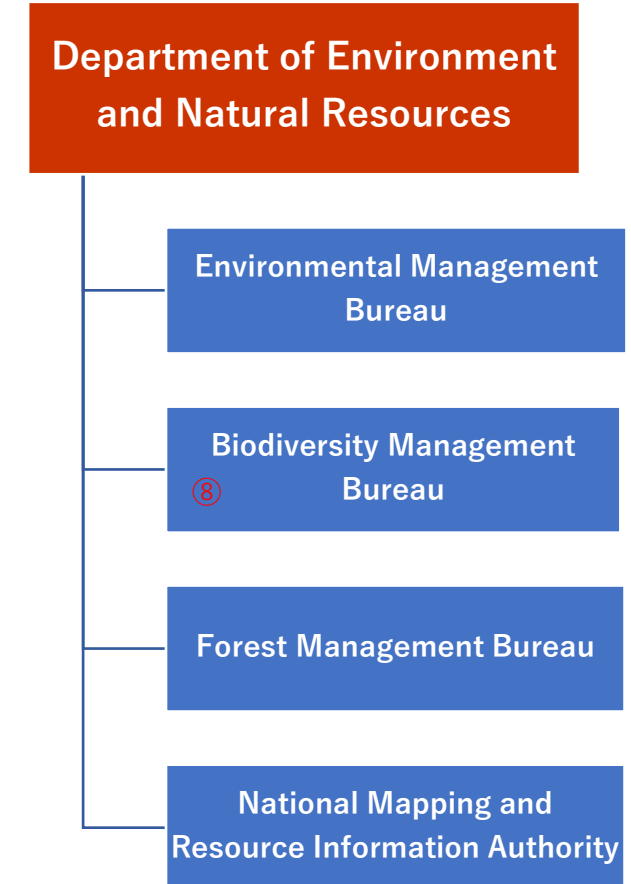 Department of Environment
and Natural Resources
Environmental Management
Bureau
Biodiversity Management
⑧ Bureau
Forest Management Bureau
National Mapping and
Resource Information Authority